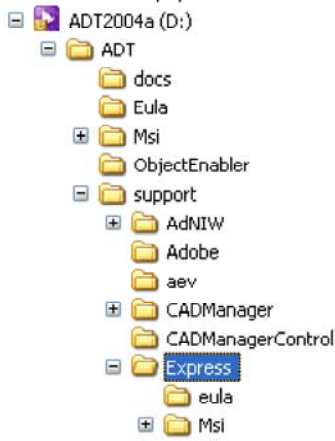 ADT2004a (D:)
ADT
docs
Eula
Msi
ObjectEnabler
support
AdNIW
Adobe
aev
CADManager
CADManagerControl
Express
eula
Msi